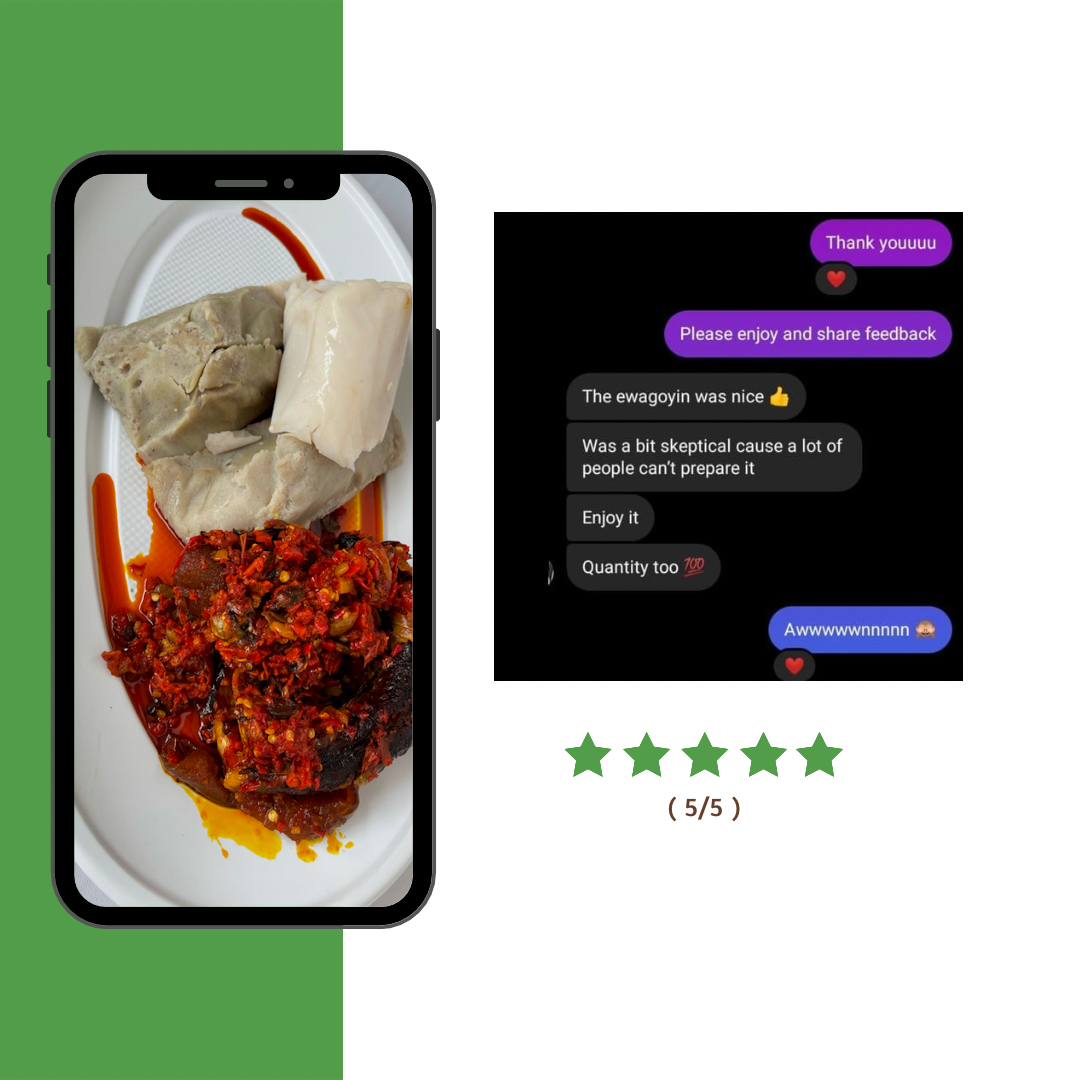 Thank youuuu
❤️
Please enjoy and share feedback
The ewagoyin was nice 👍
Was a bit skeptical cause a lot of
people can't prepare it
Enjoy it
Quantity too 💯
Awwwwwnnnnn 🙈
❤️
( 5/5 )